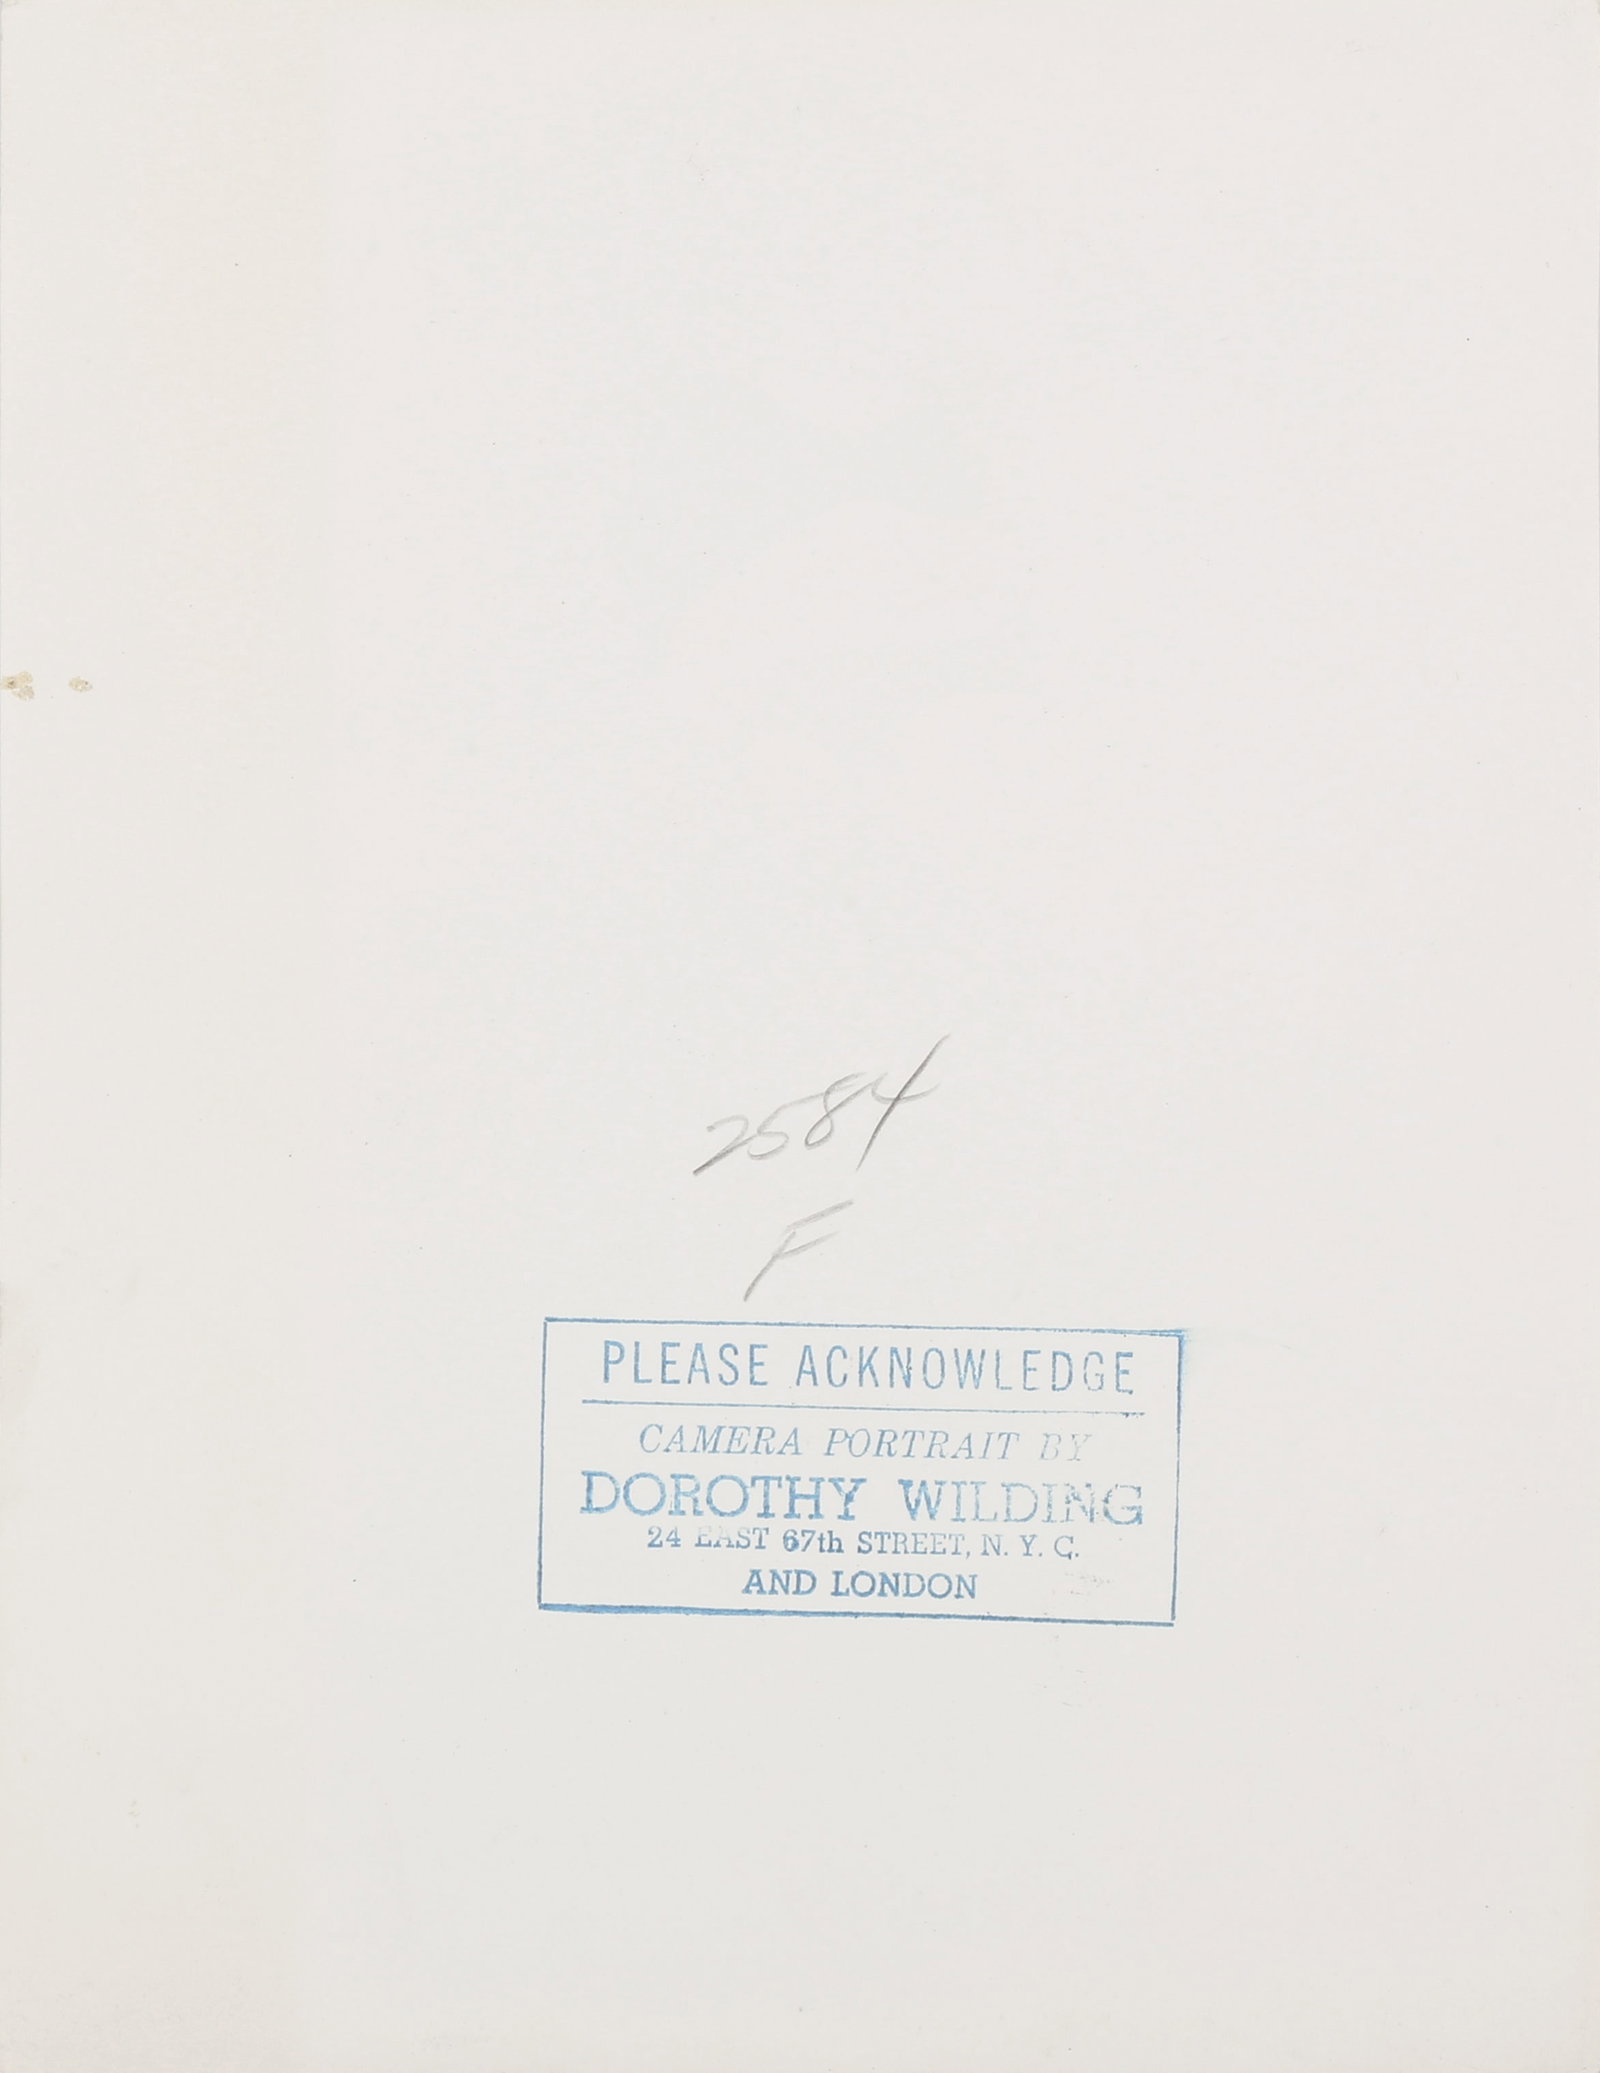 2584
F
PLEASE ACKNOWLEDGE
CAMERA PORTRAIT BY
DOROTHY WILDING
24 EAST 67th STREET, N. Y. C.
AND LONDON